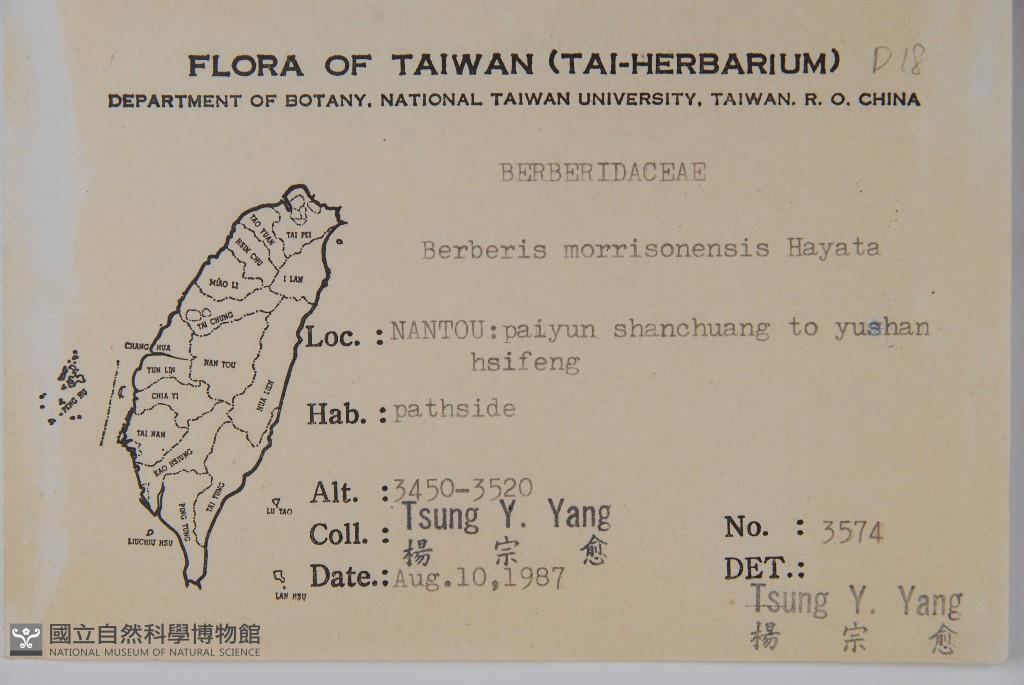 FLORA OF TAIWAN (TAI-HERBARIUM) D18
DEPARTMENT OF BOTANY, NATIONAL TAIWAN UNIVERSITY, TAIWAN. R. O. CHINA
BERBERIDACEAE
Berberis morrisonensis Hayata
Loc. : NANTOU:paiyun shanchuang to yushan
hsifeng
Hab. : pathside
Alt. : 3450-3520
Coll. : Tsung Y. Yang
楊 宗 愈
Date.: Aug.10,1987
No. : 3574
DET.:
Tsung Y. Yang
楊 宗 愈
TAO YUAN
TAI PEI
HSIN CHU
I LAN
MIAO LI
TAI CHUNG
CHANG HUA
NAN TOU
YUN LIN
CHIA YI
HUA LIEN
PENG HU
TAI NAN
KAO HSIUNG
TAI TUNG
PING TUNG
LU TAO
LIUCHIU HSU
LAN HSU
國立自然科學博物館
NATIONAL MUSEUM OF NATURAL SCIENCE